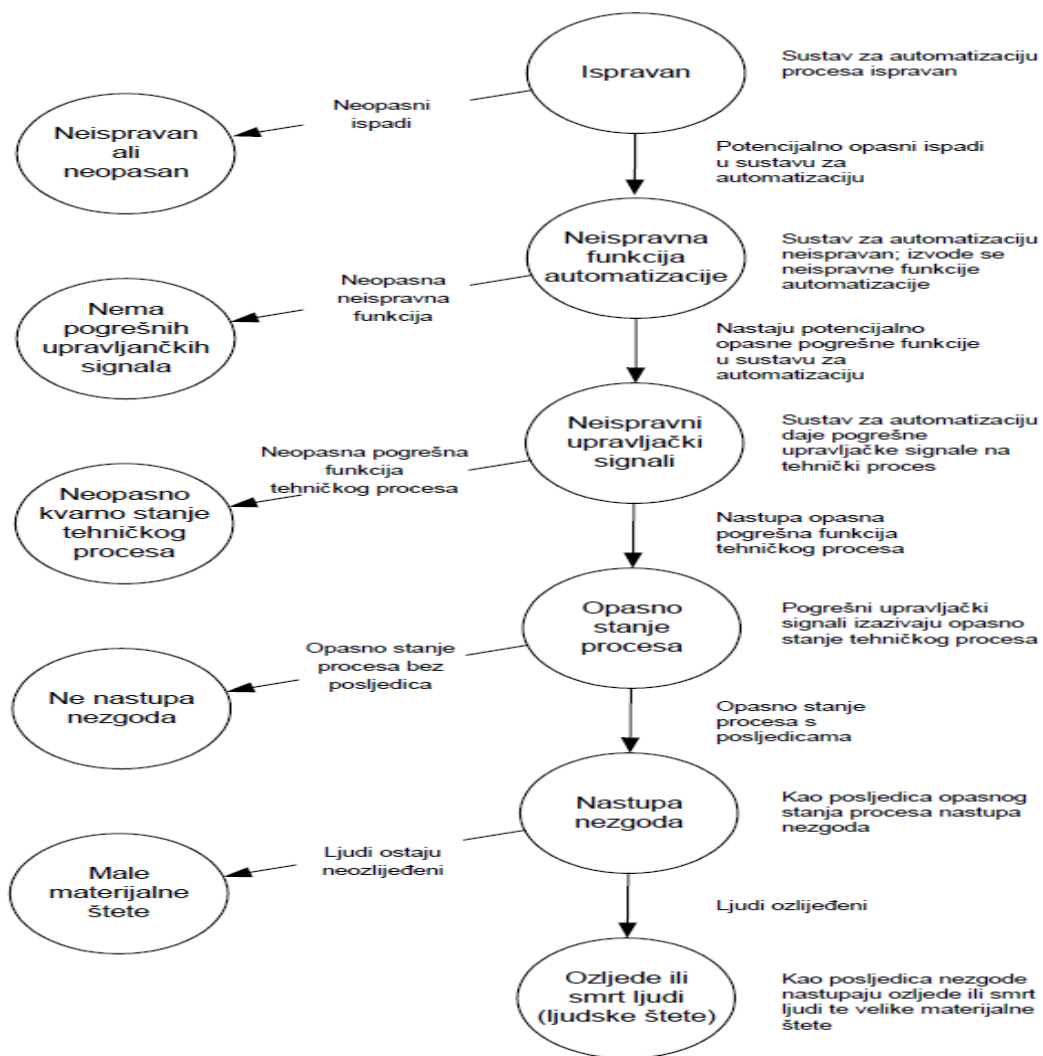 Ispravan
Sustav za automatizaciju
procesa ispravan
Neopasni
ispadi
Neispravan
ali
neopasan
Potencijalno opasni ispadi
u sustavu za
automatizaciju
Neispravna
funkcija
automatizacije
Sustav za automatizaciju
neispravan; izvode se
neispravne funkcije
automatizacije
Neopasna
neispravna
funkcija
Nema
pogrešnih
upravljančkih
signala
Nastaju potencijalno
opasne pogrešne funkcije
u sustavu za
automatizaciju
Neispravni
upravljački
signali
Sustav za automatizaciju
daje pogrešne
upravljačke signale na
tehnički proces
Neopasna pogrešna
funkcija
tehničkog procesa
Neopasno
kvarno stanje
tehničkog
procesa
Nastupa opasna
pogrešna funkcija
tehničkog procesa
Opasno
stanje
procesa
Pogrešni upravljački
signali izazivaju opasno
stanje tehničkog procesa
Opasno stanje
procesa bez
posljedica
Ne nastupa
nezgoda
Opasno stanje
procesa s
posljedicama
Nastupa
nezgoda
Kao posljedica opasnog
stanja procesa nastupa
nezgoda
Ljudi ostaju
neozlijeđeni
Male
materijalne
štete
Ljudi ozlijeđeni
Ozljede ili
smrt ljudi
(ljudske štete)
Kao posljedica nezgode
nastupaju ozljede ili smrt
ljudi te velike materijalne
štete